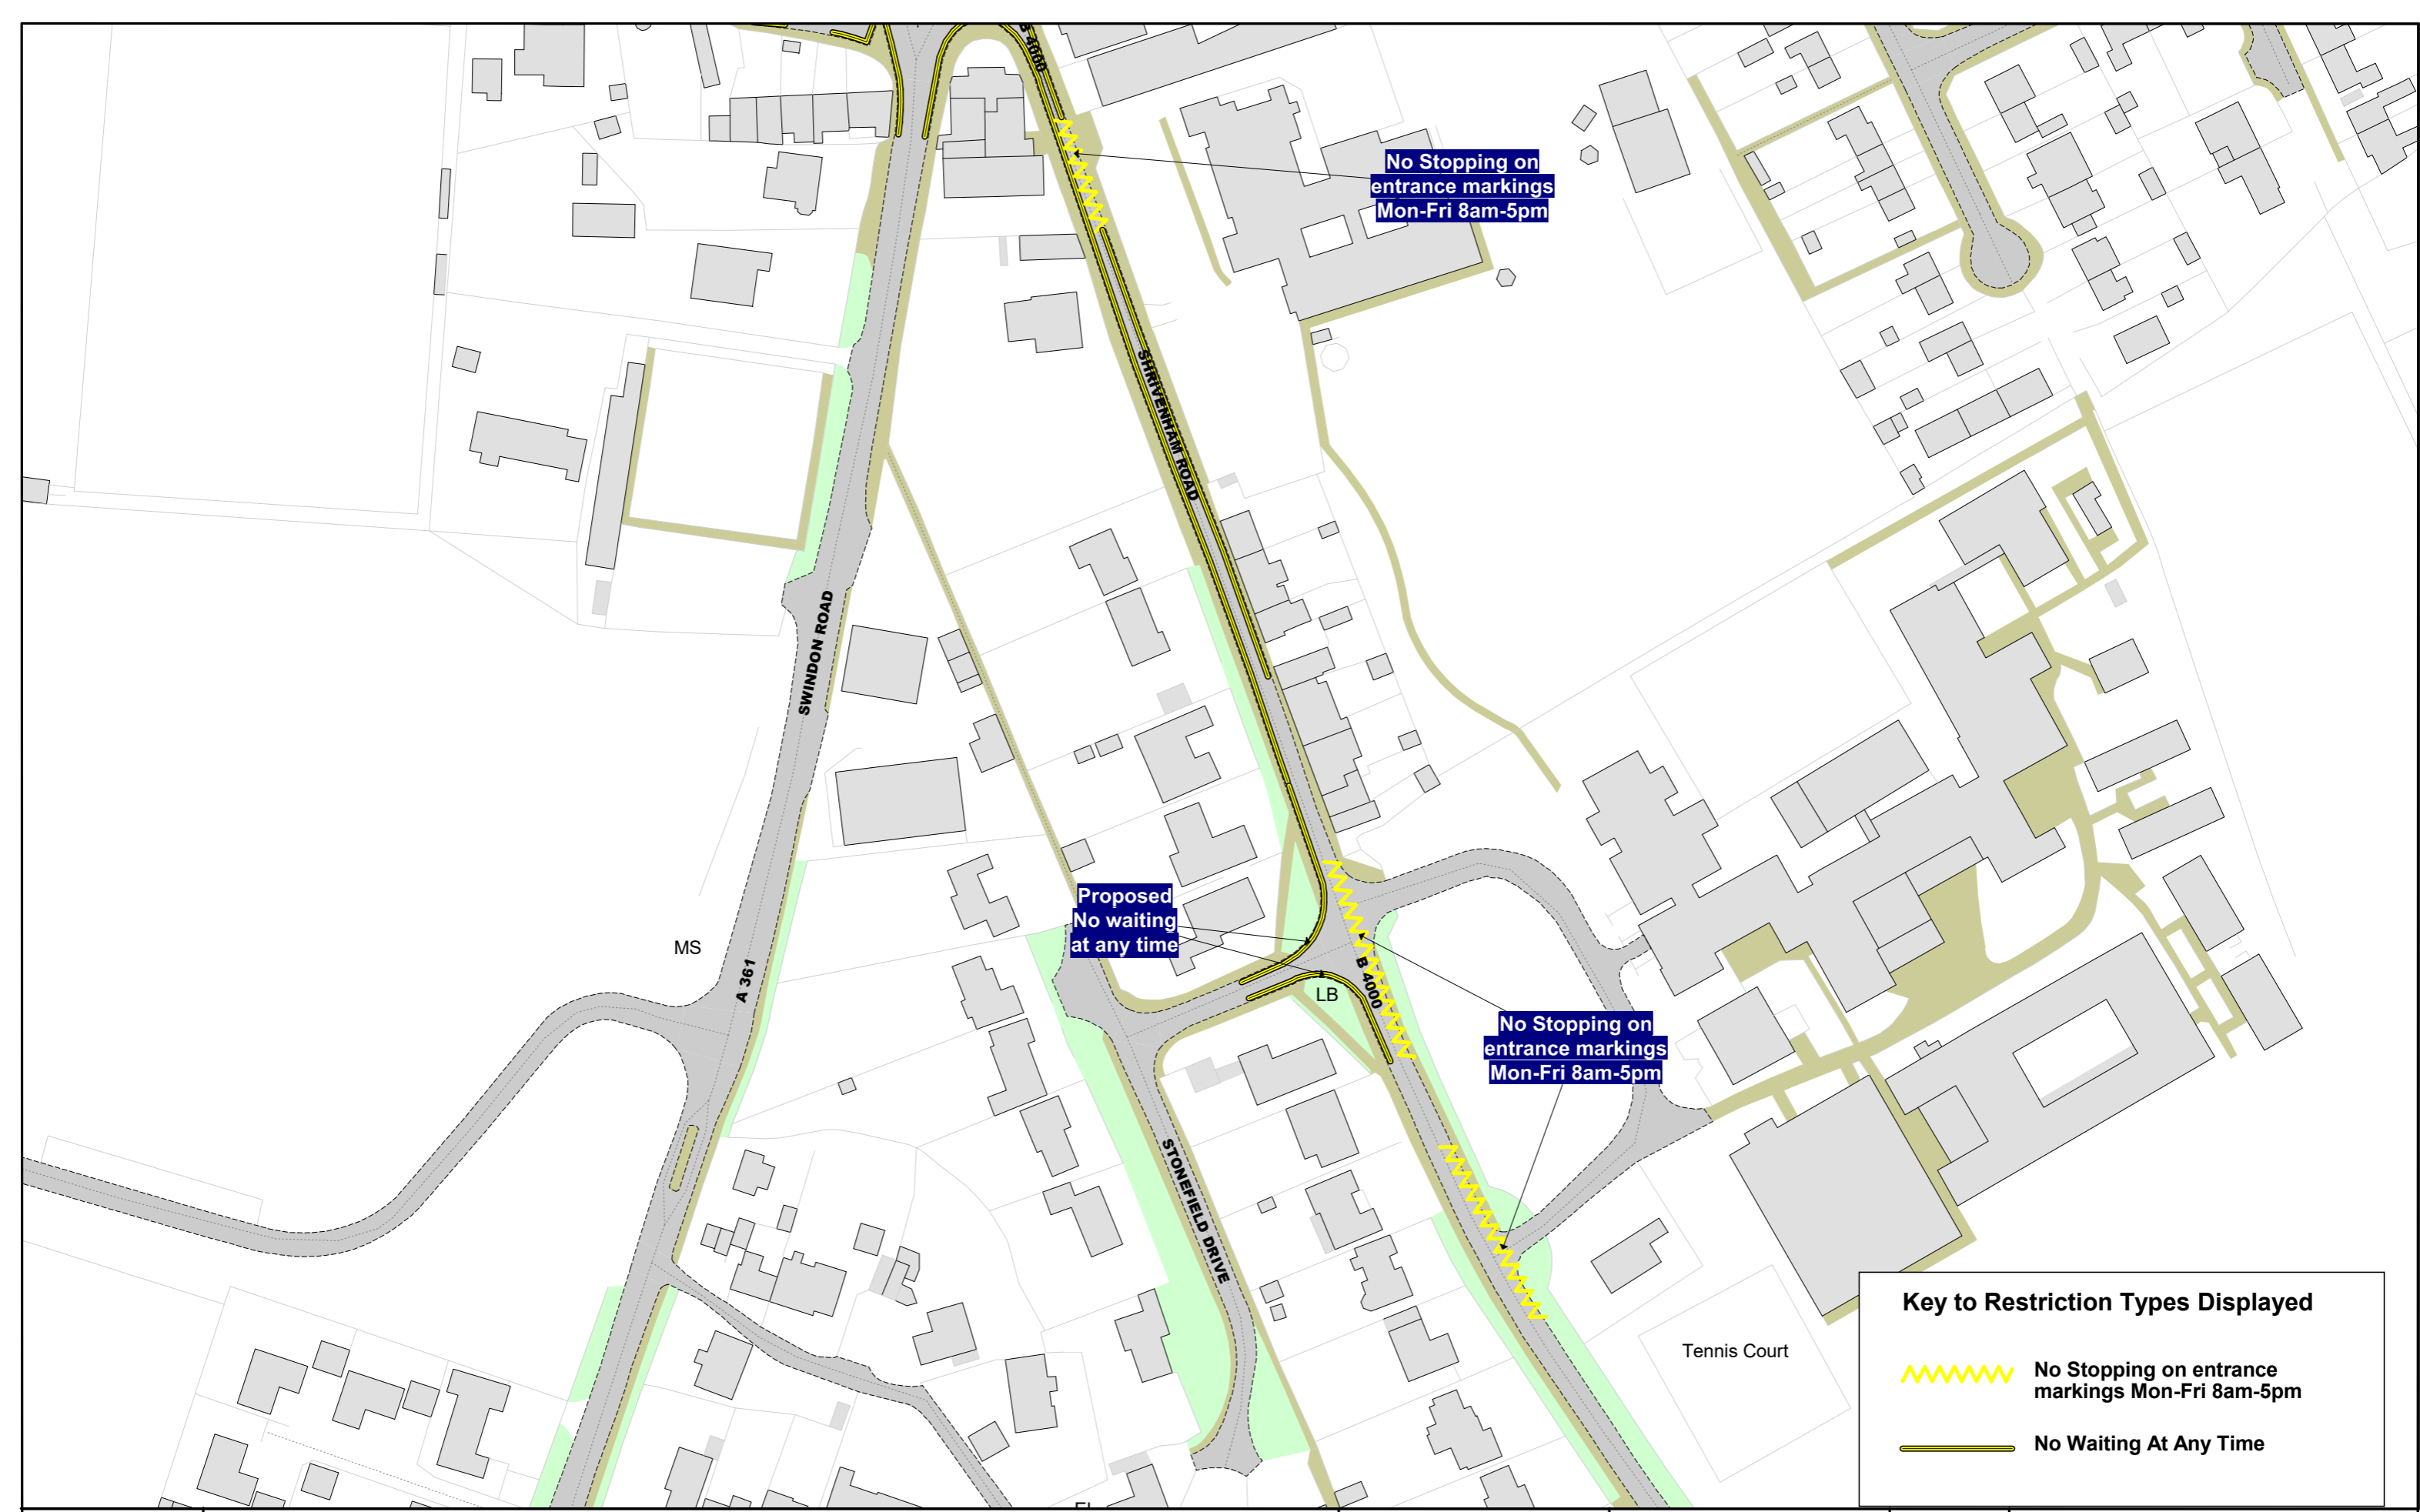 B 4000
No Stopping on
entrance markings
Mon-Fri 8am-5pm
SHRIVENHAM ROAD
SWINDON ROAD
Proposed
No waiting
at any time
MS
A 361
B 4000
LB
No Stopping on
entrance markings
Mon-Fri 8am-5pm
STONEFIELD DRIVE
Tennis Court
Key to Restriction Types Displayed
No Stopping on entrance
markings Mon-Fri 8am-5pm
No Waiting At Any Time